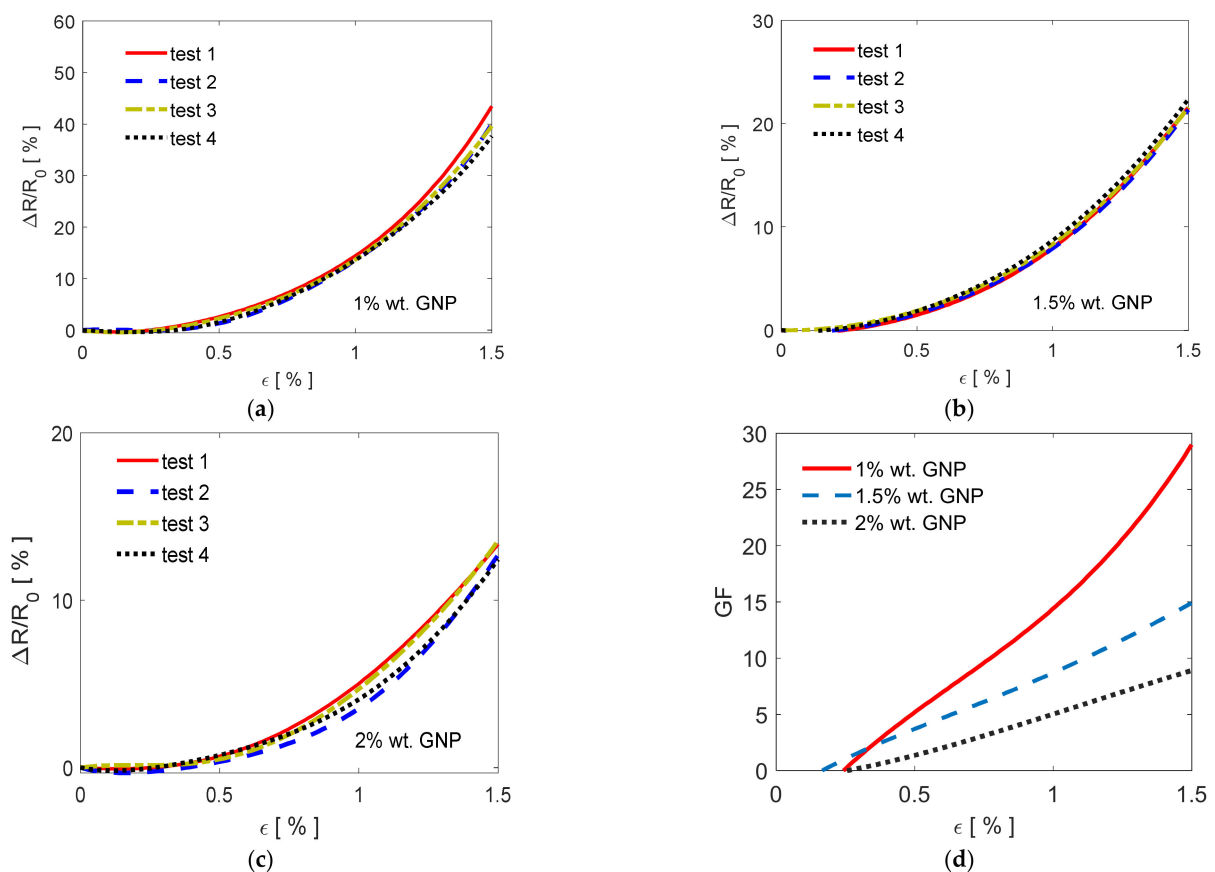 60
50
40
30
20
10
0
ΔR/R0 [ % ]
test 1
test 2
test 3
test 4
1% wt. GNP
0
0.5
1
1.5
ϵ [ % ]
(a)
30
20
10
0
ΔR/R0 [ % ]
test 1
test 2
test 3
test 4
1.5% wt. GNP
0
0.5
1
1.5
ϵ [ % ]
(b)
20
10
0
ΔR/R0 [ % ]
test 1
test 2
test 3
test 4
2% wt. GNP
0
0.5
1
1.5
ϵ [ % ]
(c)
30
25
20
15
10
5
0
GF
1% wt. GNP
1.5% wt. GNP
2% wt. GNP
0.5
1
1.5
ϵ [ % ]
(d)